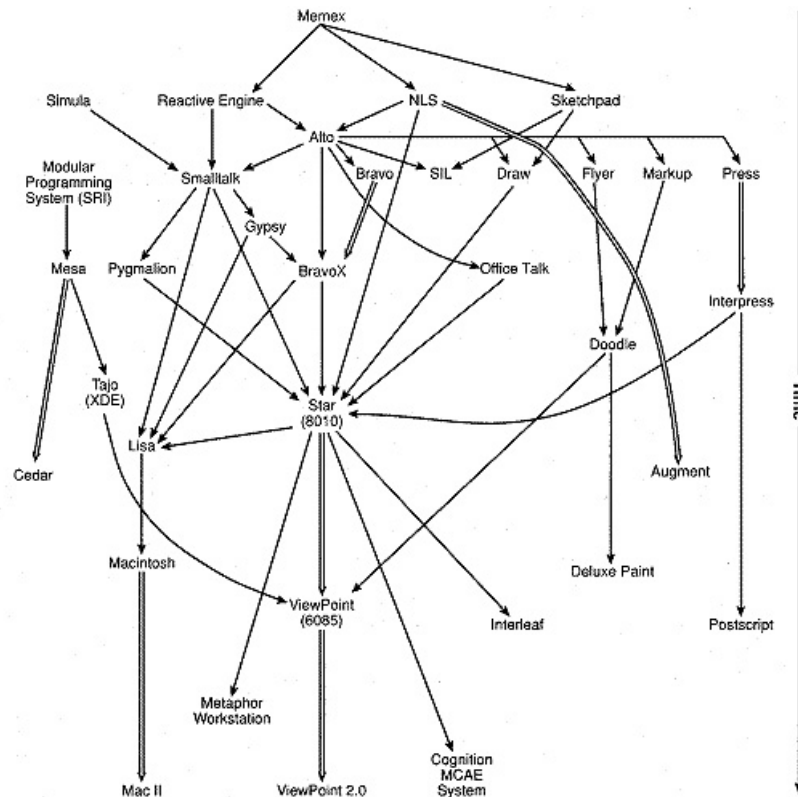 Memex
Simula
Reactive Engine
NLS
Sketchpad
Alto
Modular
Programming
System (SRI)
Smalltalk
Bravo
SIL
Draw
Flyer
Markup
Press
Gypsy
Mesa
Pygmalion
BravoX
Office Talk
Interpress
Doodle
Tajo
(XDE)
Star
(8010)
Lisa
Cedar
Augment
Macintosh
Deluxe Paint
ViewPoint
(6085)
Interleaf
Postscript
Metaphor
Workstation
Cognition
MCAE
System
Mac II
ViewPoint 2.0